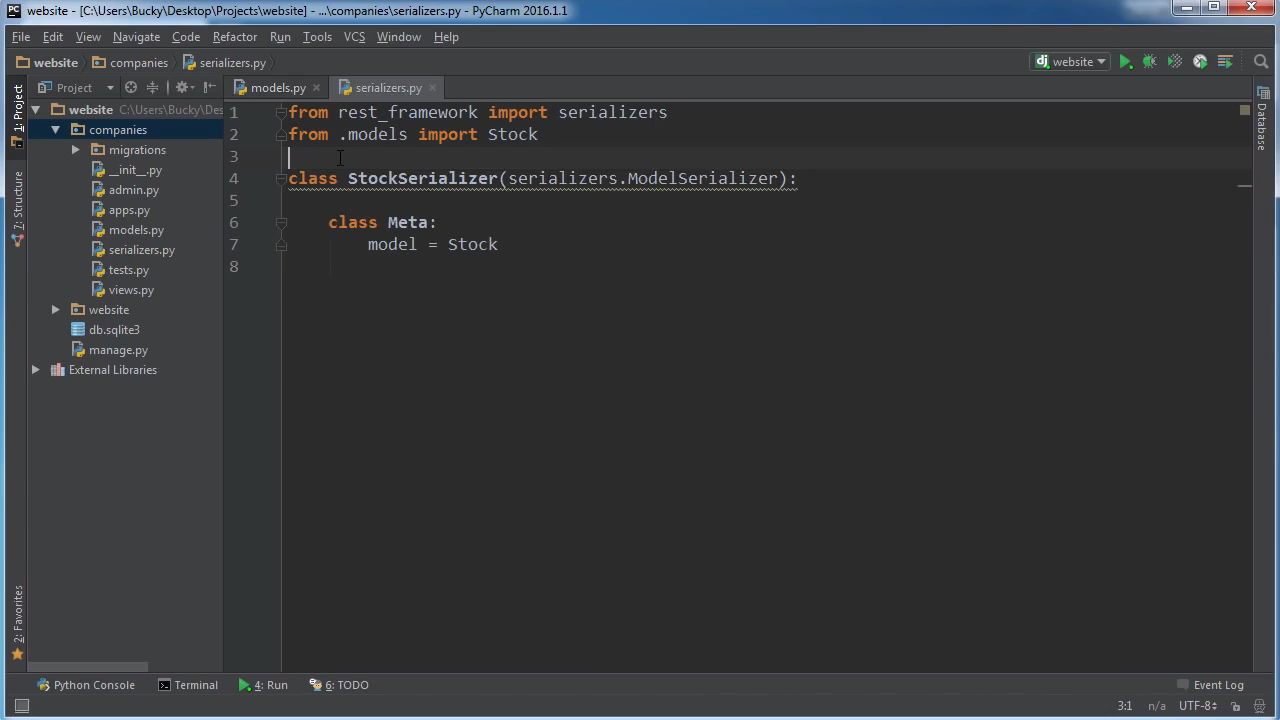 website - [C:\Users\Bucky\Desktop\Projects\website] - ...\companies\serializers.py - PyCharm 2016.1.1
File Edit View Navigate Code Refactor Run Tools VCS Window Help
website companies serializers.py website
1: Project
7: Structure
2: Favorites
Project
website C:\Users\Bucky\Des
companies
migrations
__init__.py
admin.py
apps.py
models.py
serializers.py
tests.py
views.py
website
db.sqlite3
manage.py
External Libraries
models.py serializers.py
1 from rest_framework import serializers
2 from .models import Stock
3
4 class StockSerializer(serializers.ModelSerializer):
5
6 class Meta:
7 model = Stock
8
Database
Python Console Terminal 4: Run 6: TODO Event Log
3:1 n/a UTF-8